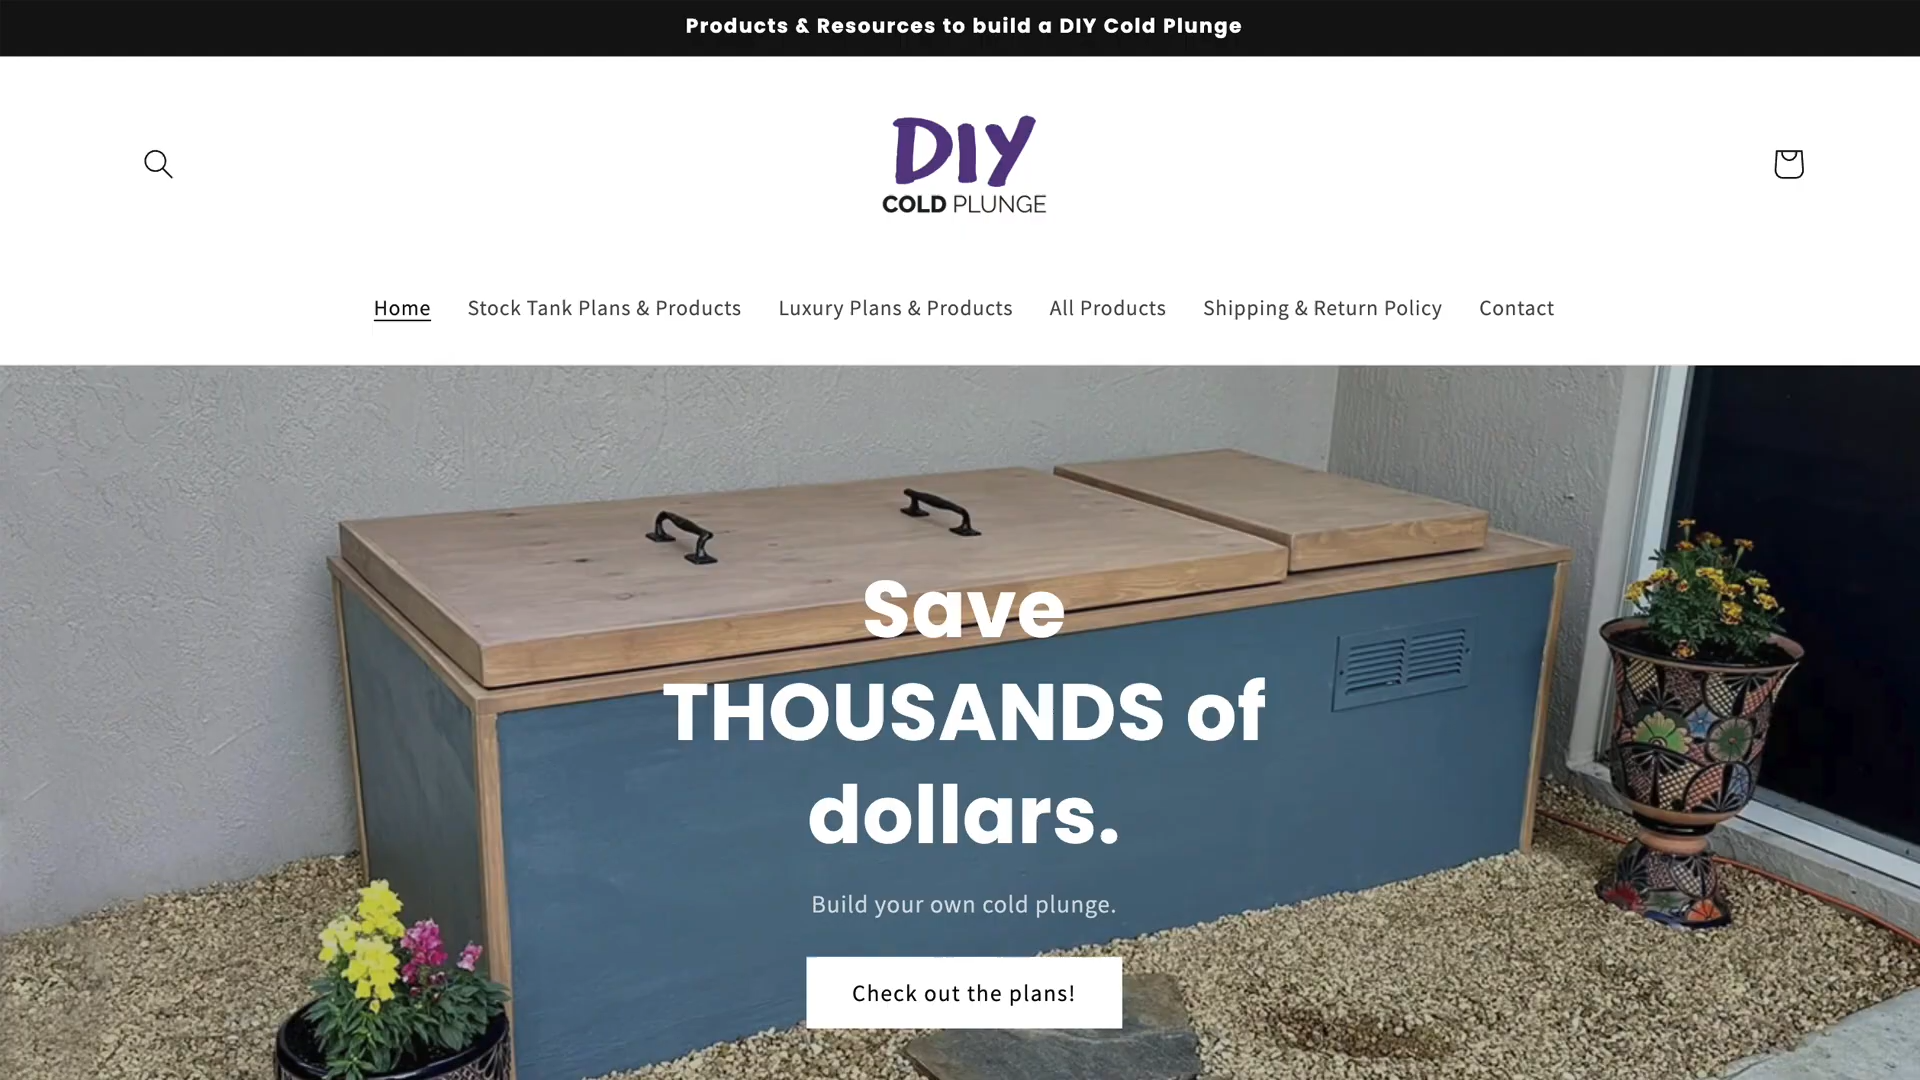 Products & Resources to build a DIY Cold Plunge
DIY
COLD PLUNGE
Home Stock Tank Plans & Products Luxury Plans & Products All Products Shipping & Return Policy Contact
Save
THOUSANDS of
dollars.
Build your own cold plunge.
Check out the plans!